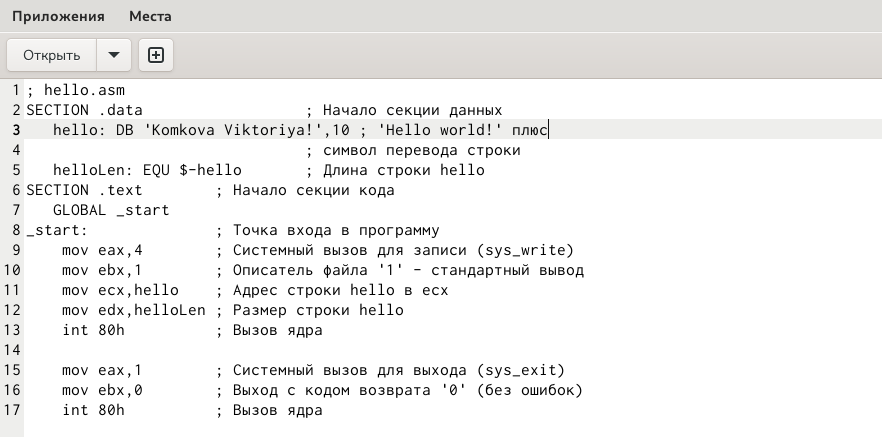 Приложения Места
Открыть
1 ; hello.asm
2 SECTION .data ; Начало секции данных
3 hello: DB 'Komkova Viktoriya!',10 ; 'Hello world!' плюс
4 ; символ перевода строки
5 helloLen: EQU $-hello ; Длина строки hello
6 SECTION .text ; Начало секции кода
7 GLOBAL _start
8 _start: ; Точка входа в программу
9 mov eax,4 ; Системный вызов для записи (sys_write)
10 mov ebx,1 ; Описатель файла '1' - стандартный вывод
11 mov ecx,hello ; Адрес строки hello в ecx
12 mov edx,helloLen ; Размер строки hello
13 int 80h ; Вызов ядра
14
15 mov eax,1 ; Системный вызов для выхода (sys_exit)
16 mov ebx,0 ; Выход с кодом возврата '0' (без ошибок)
17 int 80h ; Вызов ядра